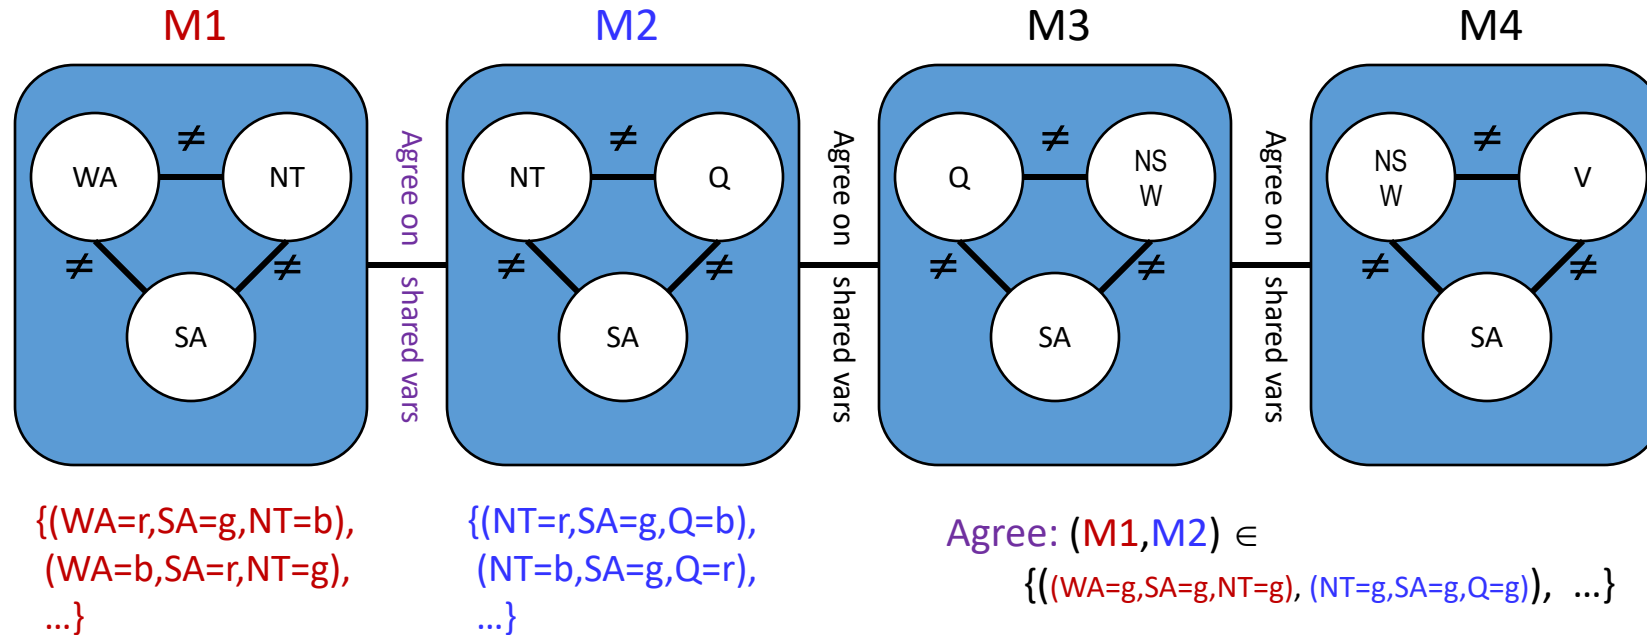 M1
M2
M3
M4
WA
≠
NT
≠
≠
SA
Agree on
shared vars
NT
≠
Q
≠
≠
SA
Agree on
shared vars
Q
≠
NS
W
≠
≠
SA
Agree on
shared vars
NS
W
≠
V
≠
≠
SA
{(WA=r,SA=g,NT=b),
(WA=b,SA=r,NT=g),
...}
{(NT=r,SA=g,Q=b),
(NT=b,SA=g,Q=r),
...}
Agree: (M1,M2) ∈
{((WA=g,SA=g,NT=g), (NT=g,SA=g,Q=g)), ...}